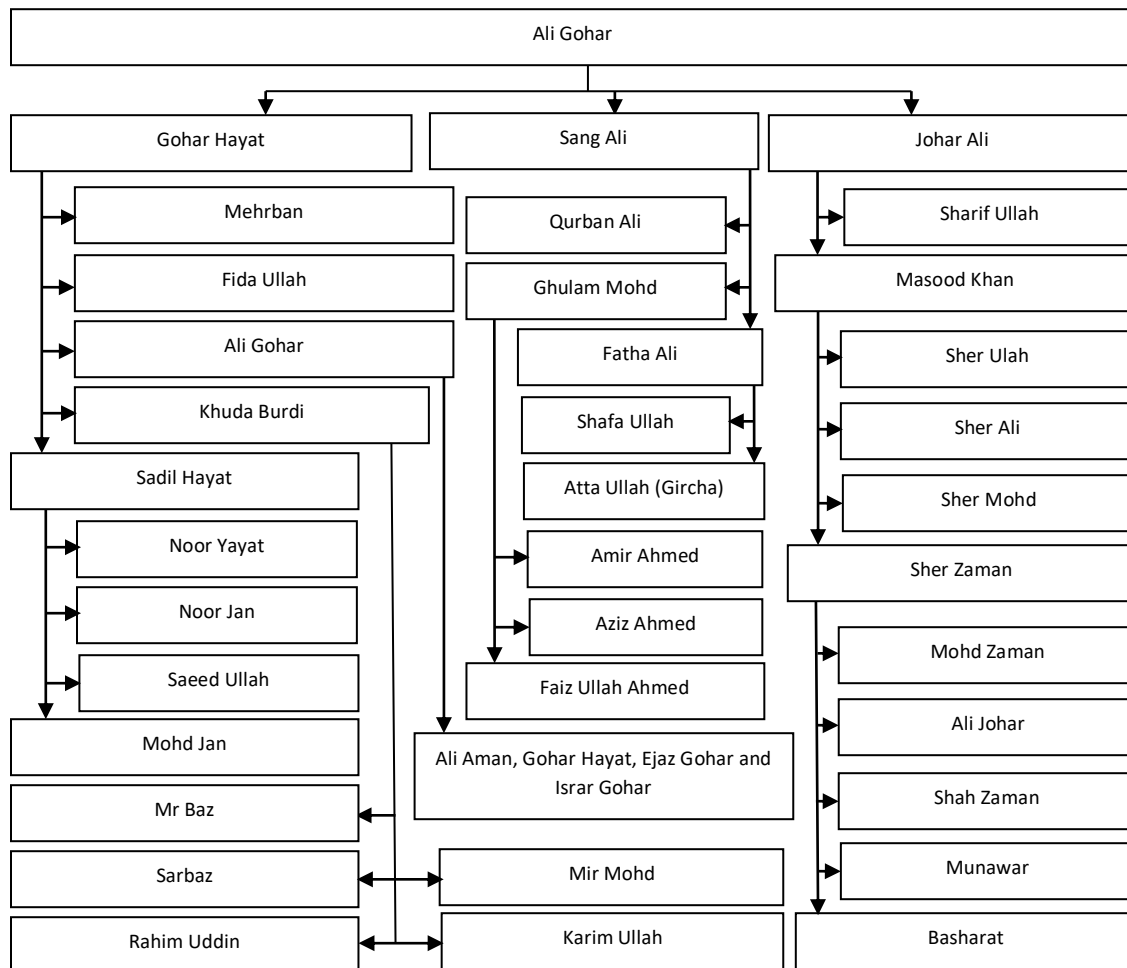 Ali Gohar
Gohar Hayat
Sang Ali
Johar Ali
Mehrban
Qurban Ali
Sharif Ullah
Fida Ullah
Ghulam Mohd
Masood Khan
Ali Gohar
Fatha Ali
Sher Ulah
Khuda Burdi
Shafa Ullah
Sher Ali
Sadil Hayat
Atta Ullah (Gircha)
Sher Mohd
Noor Yayat
Amir Ahmed
Sher Zaman
Noor Jan
Aziz Ahmed
Mohd Zaman
Saeed Ullah
Faiz Ullah Ahmed
Ali Johar
Mohd Jan
Ali Aman, Gohar Hayat, Ejaz Gohar and
Israr Gohar
Shah Zaman
Mr Baz
Munawar
Sarbaz
Mir Mohd
Rahim Uddin
Karim Ullah
Basharat